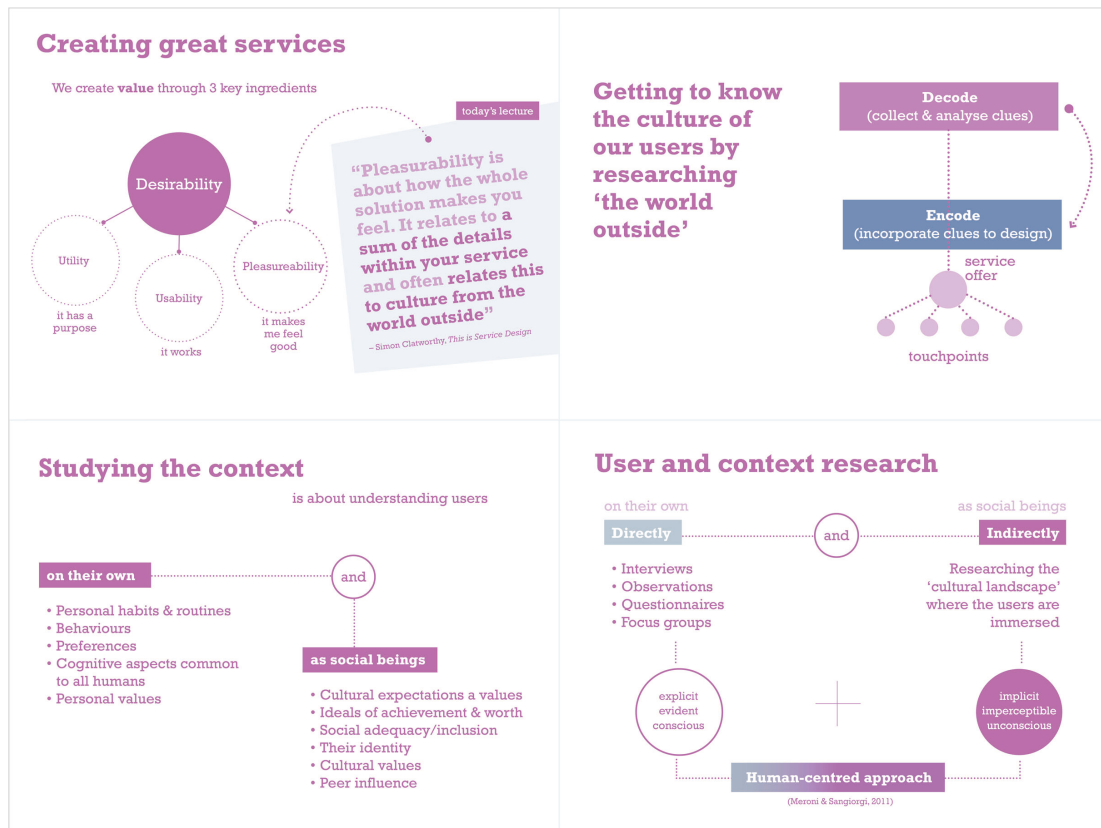 Creating great services
We create value through 3 key ingredients
Desirability
Utility
it has a
purpose
Usability
it works
Pleasureability
it makes
me feel
good
today's lecture
“Pleasurability is
about how the whole
solution makes you
feel. It relates to a
sum of the details
within your service
and often relates this
to culture from the
world outside”
– Simon Clatworthy, This is Service Design
Getting to know
the culture of
our users by
researching
‘the world
outside’
Decode
(collect & analyse clues)
Encode
(incorporate clues to design)
service
offer
touchpoints
Studying the context
is about understanding users
on their own
and
• Personal habits & routines
• Behaviours
• Preferences
• Cognitive aspects common
to all humans
• Personal values
as social beings
• Cultural expectations a values
• Ideals of achievement & worth
• Social adequacy/inclusion
• Their identity
• Cultural values
• Peer influence
User and context research
on their own
Directly
and
as social beings
Indirectly
• Interviews
• Observations
• Questionnaires
• Focus groups
Researching the
‘cultural landscape’
where the users are
immersed
explicit
evident
conscious
implicit
imperceptible
unconscious
Human-centred approach
(Meroni & Sangiorgi, 2011)